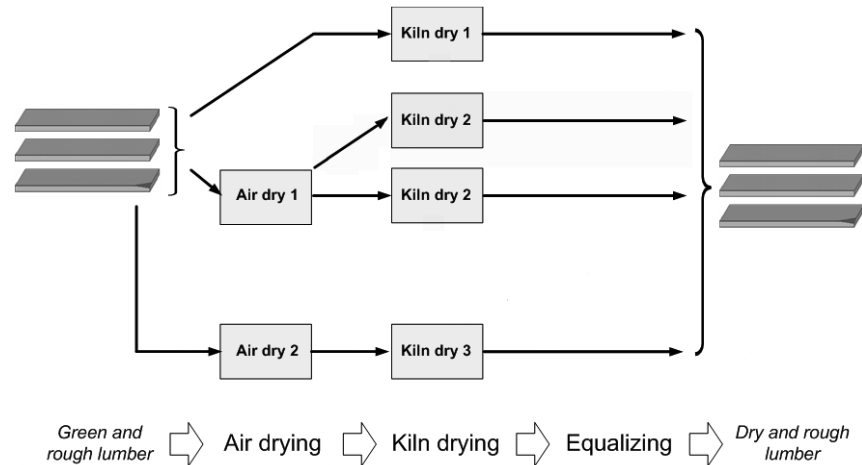 Kiln dry 1
Kiln dry 2
Air dry 1
Kiln dry 2
Air dry 2
Kiln dry 3
Green and
rough lumber
Air drying
Kiln drying
Equalizing
Dry and rough
lumber